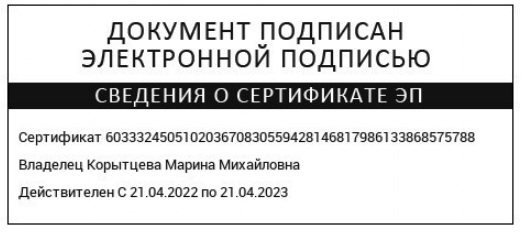 ДОКУМЕНТ ПОДПИСАН
ЭЛЕКТРОННОЙ ПОДПИСЬЮ
СВЕДЕНИЯ О СЕРТИФИКАТЕ ЭП
Сертификат 603332450510203670830559428146817986133868575788
Владелец Корытцева Марина Михайловна
Действителен С 21.04.2022 по 21.04.2023